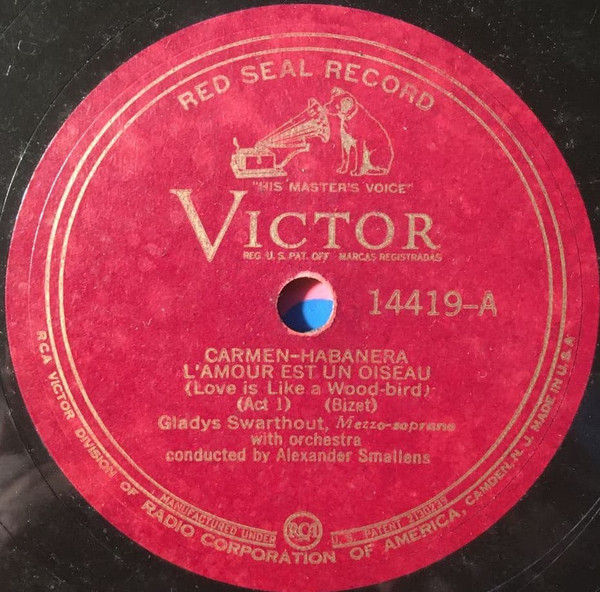 RED SEAL RECORD
"HIS MASTER'S VOICE"
VICTOR
REG. U. S. PAT. OFF. MARCAS REGISTRADAS
14419-A
CARMEN-HABANERA
L'AMOUR EST UN OISEAU
(Love is Like a Wood-bird)
(Act 1) (Bizet)
Gladys Swarthout, Mezzo-soprano
with orchestra
conducted by Alexander Smallens
MANUFACTURED UNDER RCA U. S. PATENT 2130239
RCA VICTOR DIVISION OF RADIO CORPORATION OF AMERICA, CAMDEN, N. J. MADE IN U.S.A.